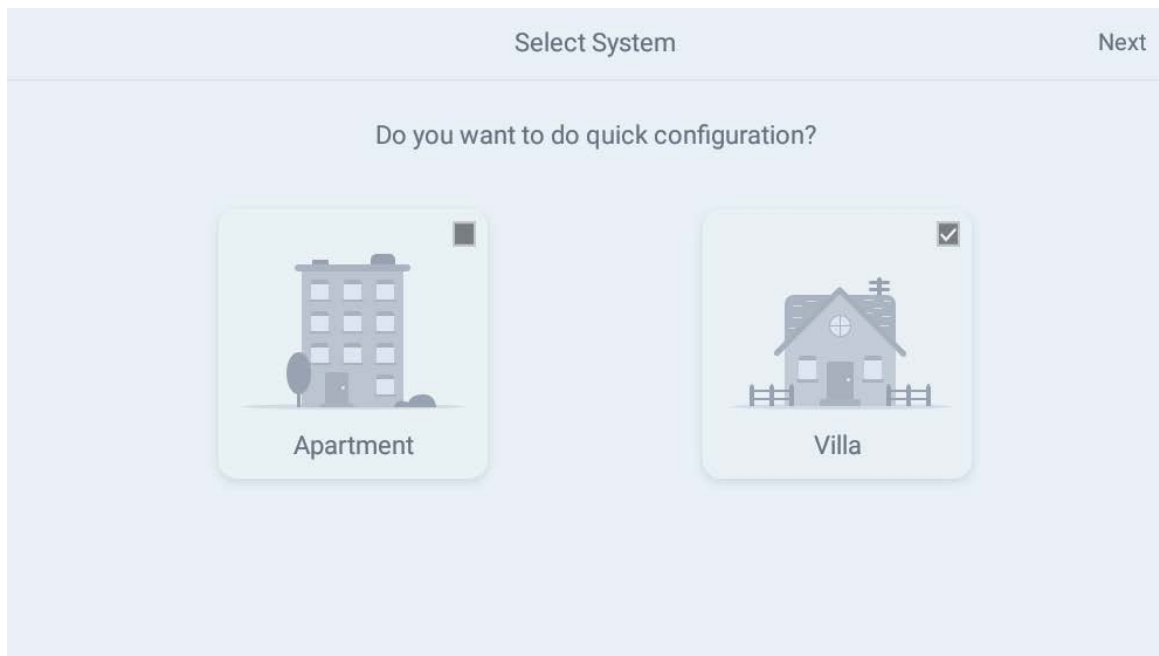 Select System
Next
Do you want to do quick configuration?
Apartment
Villa